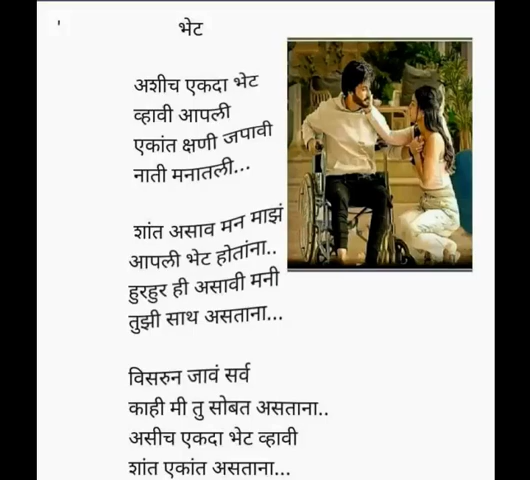 भेट
अशीच एकदा भेट
व्हावी आपली
एकांत क्षणी जपावी
नाती मनातली...
शांत असाव मन माझं
आपली भेट होतांना..
हुरहुर ही असावी मनी
तुझी साथ असताना...
विसरुन जावं सर्व
काही मी तु सोबत असताना..
असीच एकदा भेट व्हावी
शांत एकांत असताना...